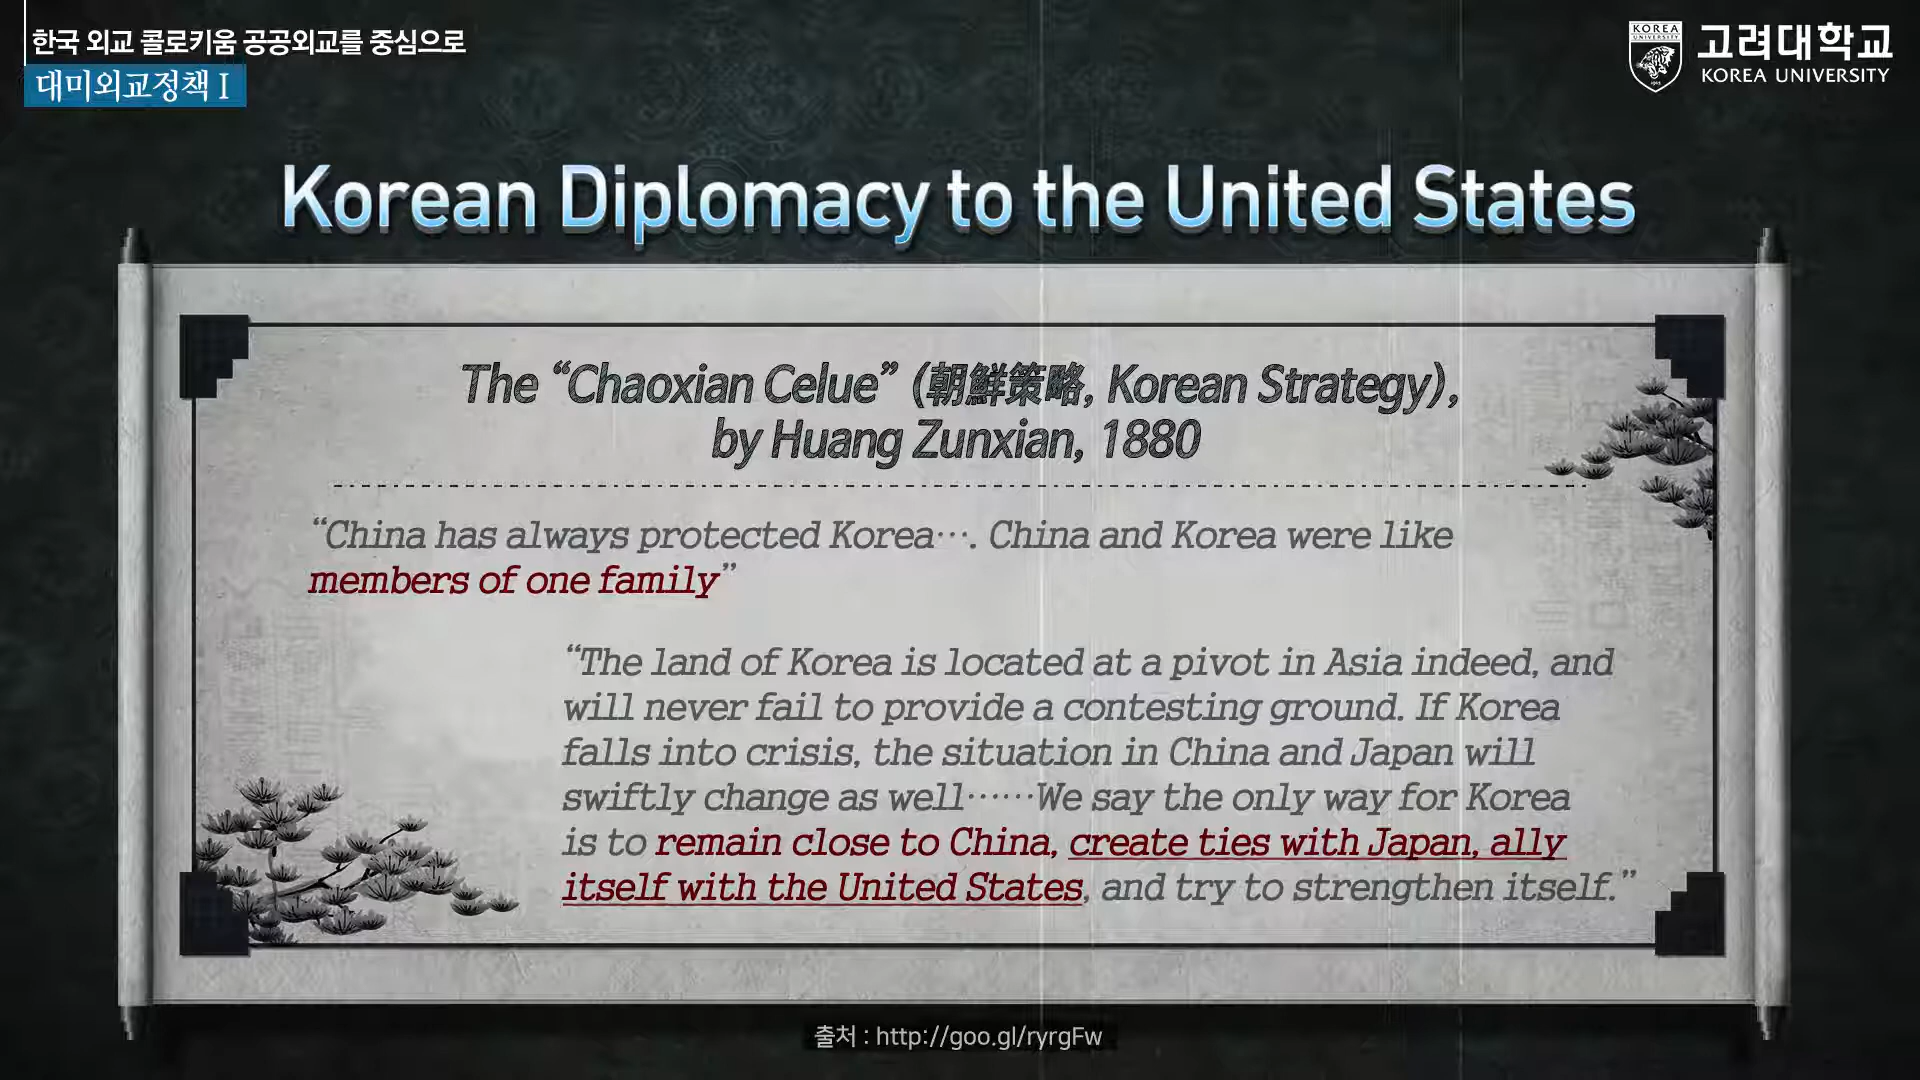 한국 외교 콜로키움 공공외교를 중심으로
대미외교정책 I
KOREA
UNIVERSITY
고려대학교
KOREA UNIVERSITY
Korean Diplomacy to the United States
The “Chaoxian Celue” (朝鮮策略, Korean Strategy),
by Huang Zunxian, 1880
“China has always protected Korea…. China and Korea were like
members of one family”
“The land of Korea is located at a pivot in Asia indeed, and
will never fail to provide a contesting ground. If Korea
falls into crisis, the situation in China and Japan will
swiftly change as well……We say the only way for Korea
is to remain close to China, create ties with Japan, ally
itself with the United States, and try to strengthen itself.”
출처 : http://goo.gl/ryrgFw